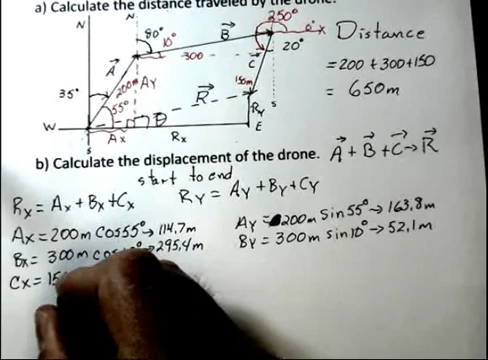 a) Calculate the distance traveled by the drone.
N
N
80°
10°
B
250°
0° x
20°
C
300
A
200m
AY
150m
35°
55°
R
RY
W
θ
E
S
S
AX
RX
Distance
= 200 + 300 + 150
= 650m
b) Calculate the displacement of the drone. A + B + C → R
start to end
RX = AX + BX + CX
RY = AY + BY + CY
AX = 200m COS55° → 114.7m
AY = 200m sin55° → 163,8m
BX = 300m → 295,4m
BY = 300m sin10° → 52,1m
CX = 15